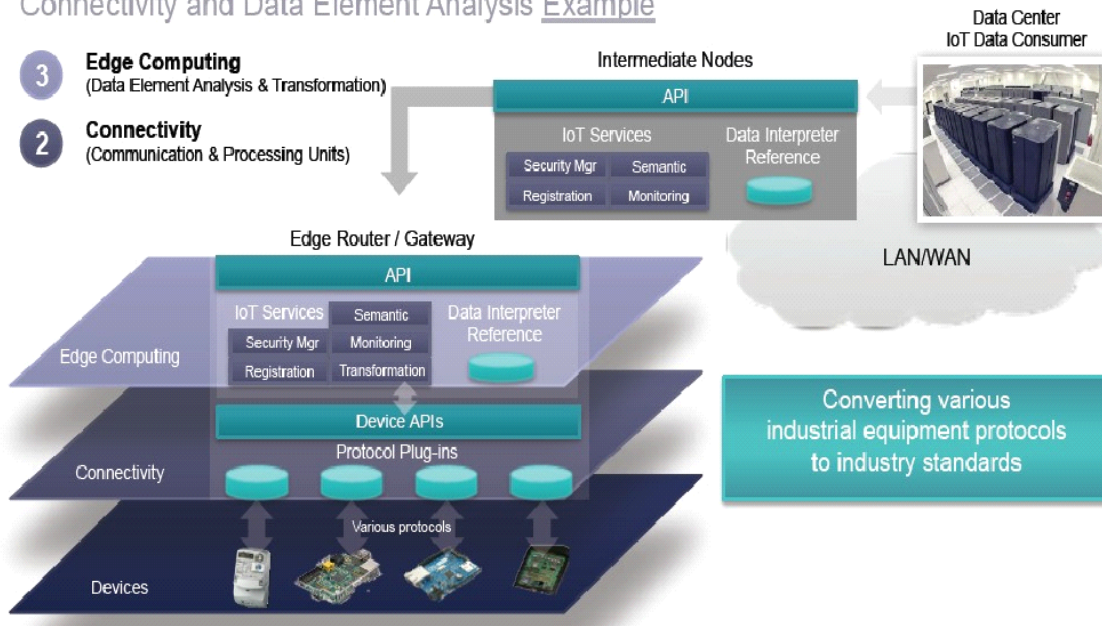 Connectivity and Data Element Analysis Example
Data Center
IoT Data Consumer
3
Edge Computing
(Data Element Analysis & Transformation)
2
Connectivity
(Communication & Processing Units)
Intermediate Nodes
API
IoT Services
Data Interpreter
Reference
Security Mgr
Semantic
Registration
Monitoring
LAN/WAN
Edge Router / Gateway
API
IoT Services
Semantic
Data Interpreter
Reference
Security Mgr
Monitoring
Registration
Transformation
Edge Computing
Device APIs
Protocol Plug-ins
Connectivity
Various protocols
Devices
Converting various
industrial equipment protocols
to industry standards